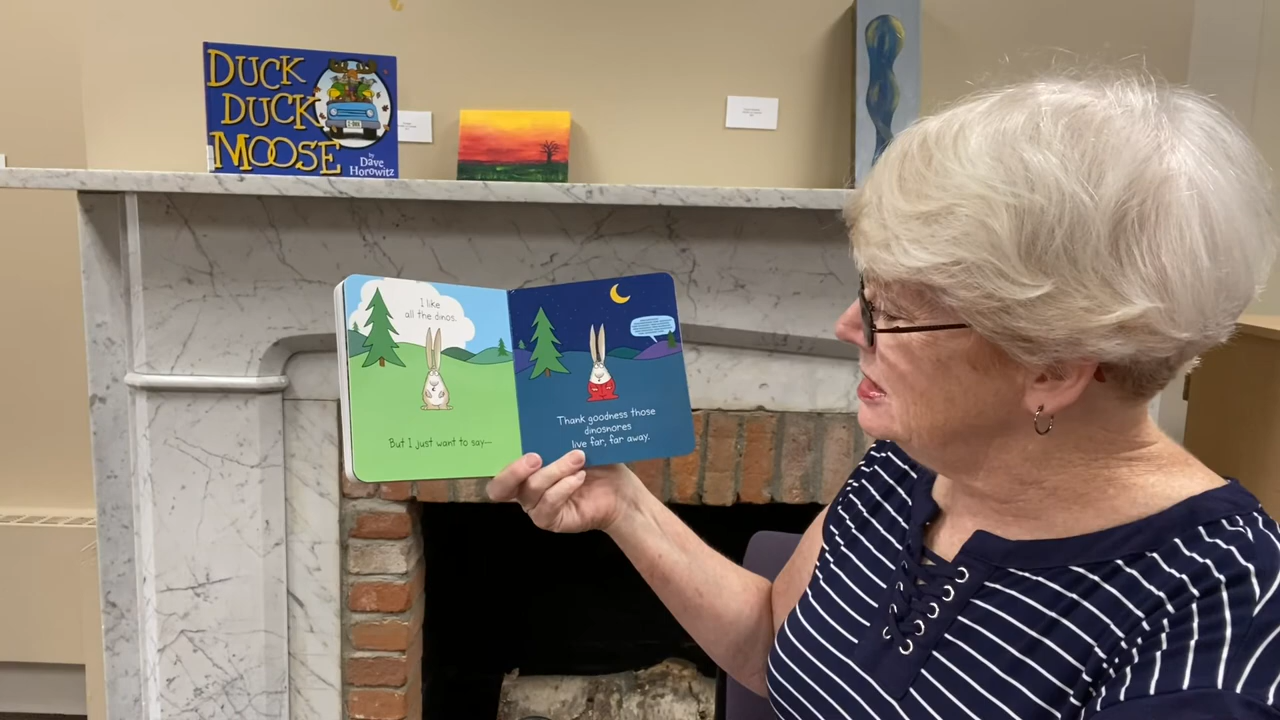 DUCK
DUCK
MOOSE
by
Dave
Horowitz
I like
all the dinos.
But I just want to say—
Thank goodness those
dinosnores
live far, far away.